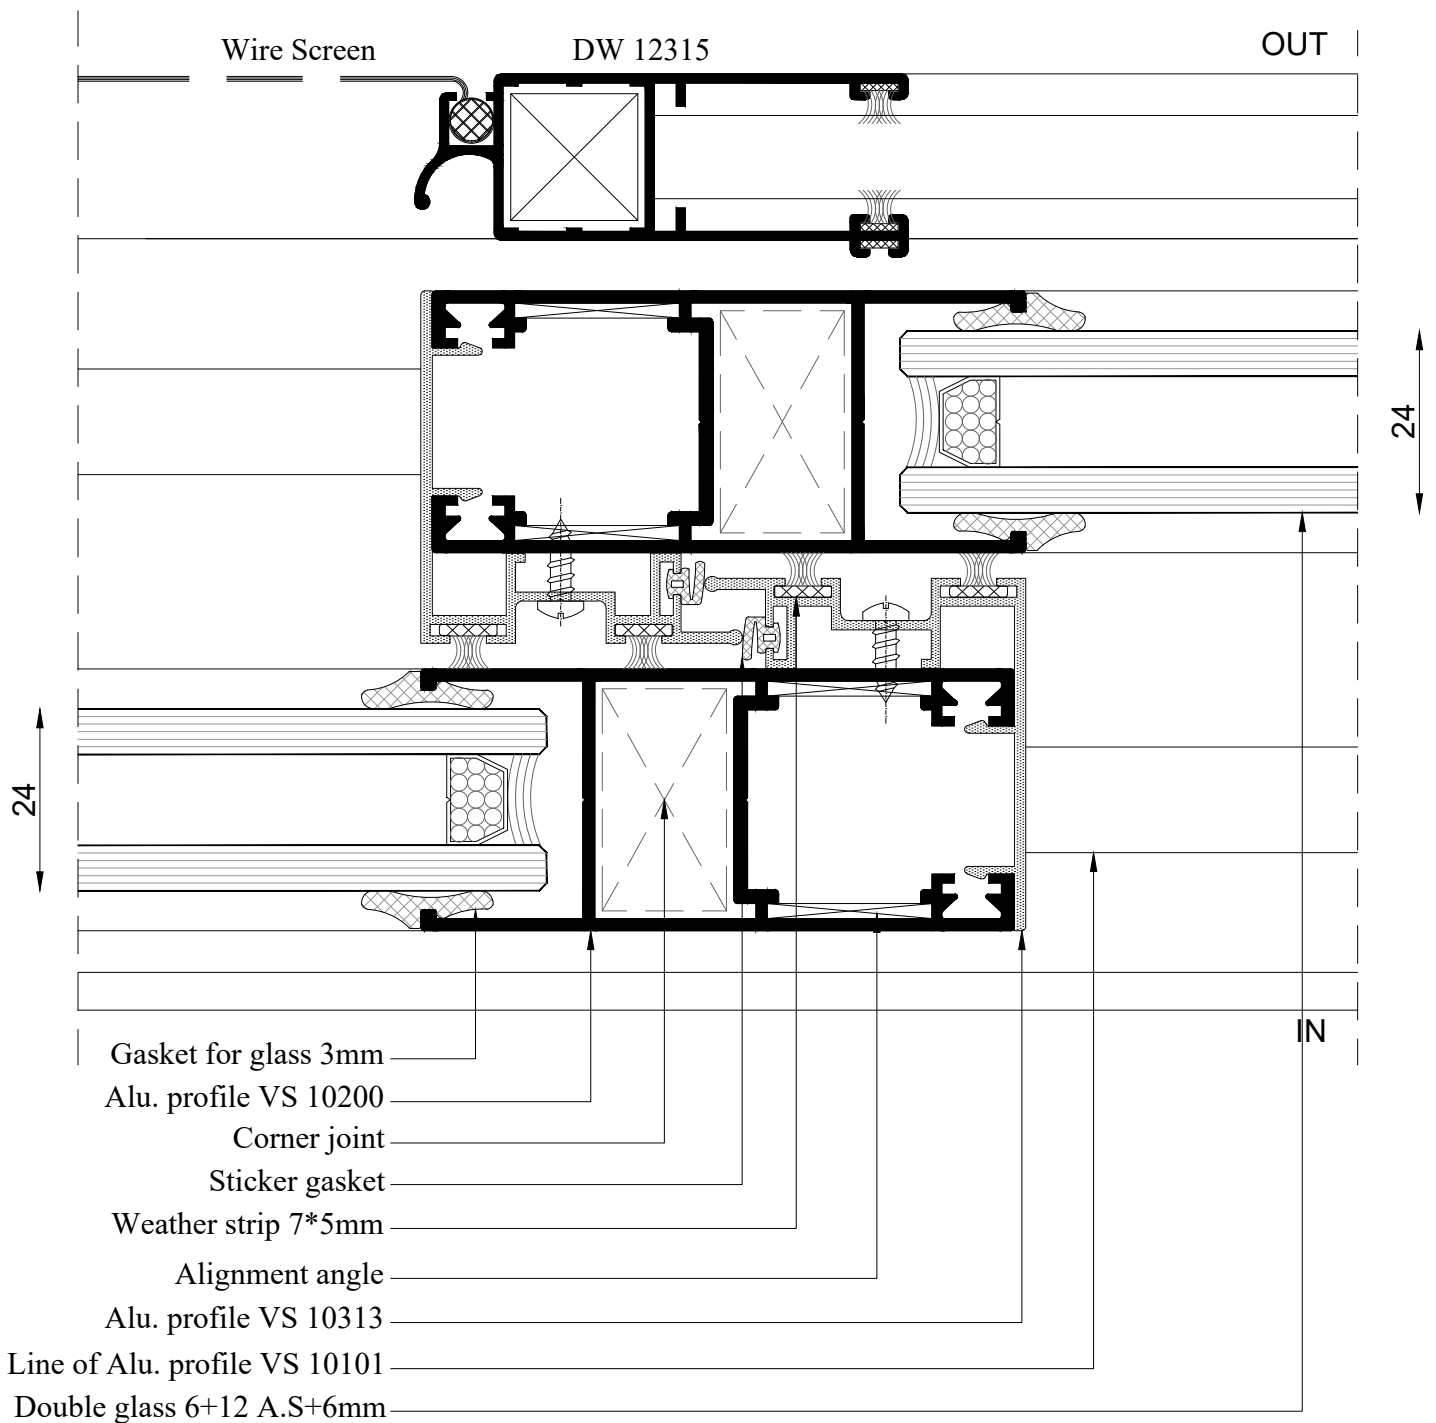 Wire Screen
DW 12315
OUT
24
24
IN
Gasket for glass 3mm
Alu. profile VS 10200
Corner joint
Sticker gasket
Weather strip 7*5mm
Alignment angle
Alu. profile VS 10313
Line of Alu. profile VS 10101
Double glass 6+12 A.S+6mm